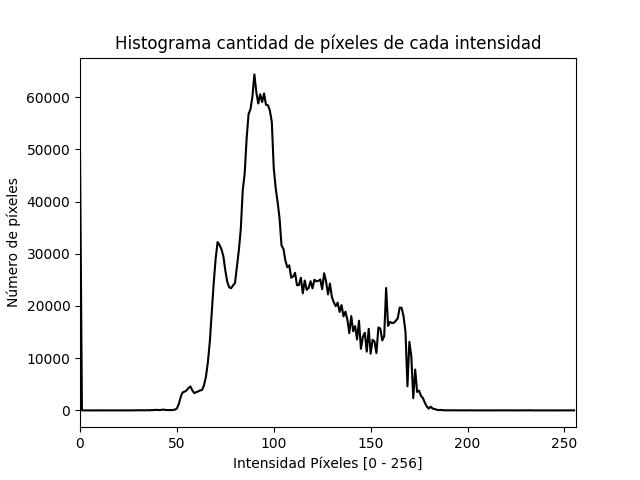 Histograma cantidad de píxeles de cada intensidad
Número de píxeles
60000
50000
40000
30000
20000
10000
0
0 50 100 150 200 250
Intensidad Píxeles [0 - 256]